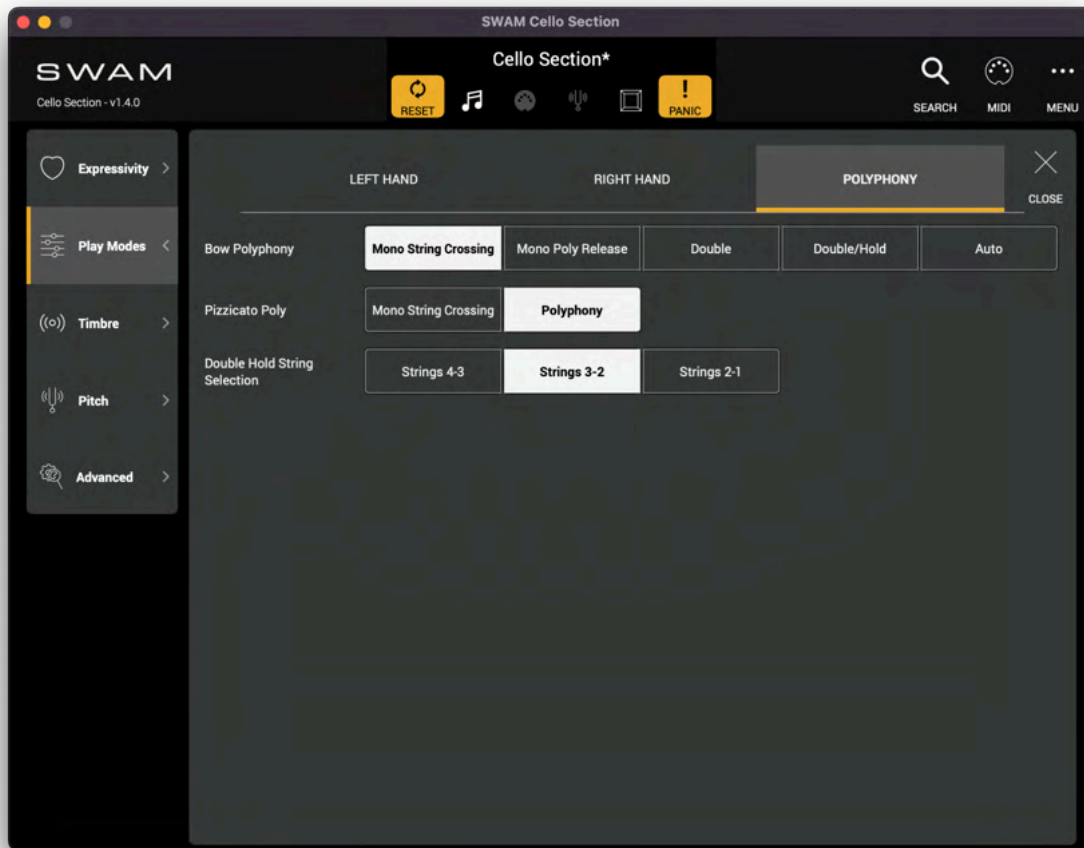 SWAM Cello Section
SWAM
Cello Section - v1.4.0
Cello Section*
RESET
!
PANIC
SEARCH
MIDI
MENU
Expressivity
Play Modes
Timbre
Pitch
Advanced
LEFT HAND
RIGHT HAND
POLYPHONY
CLOSE
Bow Polyphony
Mono String Crossing
Mono Poly Release
Double
Double/Hold
Auto
Pizzicato Poly
Mono String Crossing
Polyphony
Double Hold String
Selection
Strings 4-3
Strings 3-2
Strings 2-1